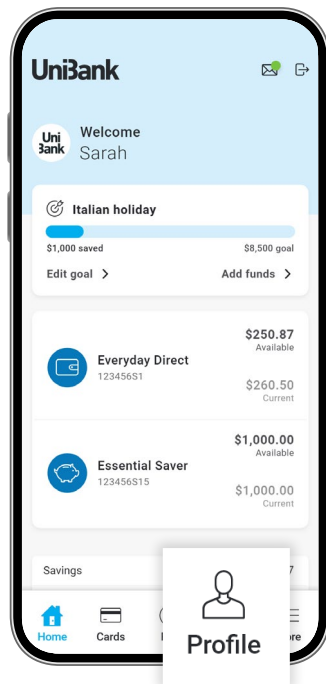 UniBank
Uni
Bank
Welcome
Sarah
Italian holiday
$1,000 saved
$8,500 goal
Edit goal
Add funds
$250.87
Available
Everyday Direct
123456S1
$260.50
Current
$1,000.00
Available
Essential Saver
123456S15
$1,000.00
Current
Savings
7
Profile
Home
Cards
re